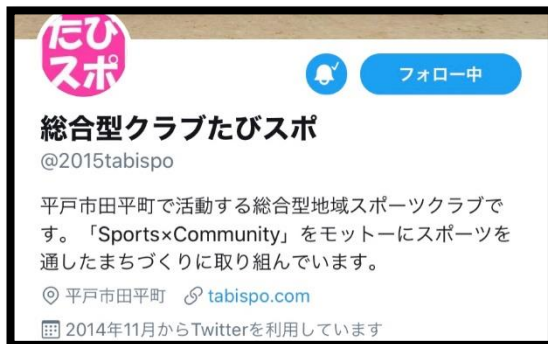 たび
スポ
フォロー中
総合型クラブたびスポ
@2015tabispo
平戸市田平町で活動する総合型地域スポーツクラブで
す。「Sports×Community」をモットーにスポーツを
通したまちづくりに取り組んでいます。
平戸市田平町 tabispo.com
2014年11月からTwitterを利用しています